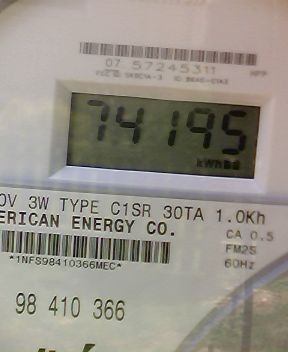 07 57245311
74195
kWh
0V 3W TYPE C1SR 30TA 1.0Kh
ERICAN ENERGY CO.
CA 0.5
FM2S
60Hz
*1NFS98410366MEC*
98 410 366